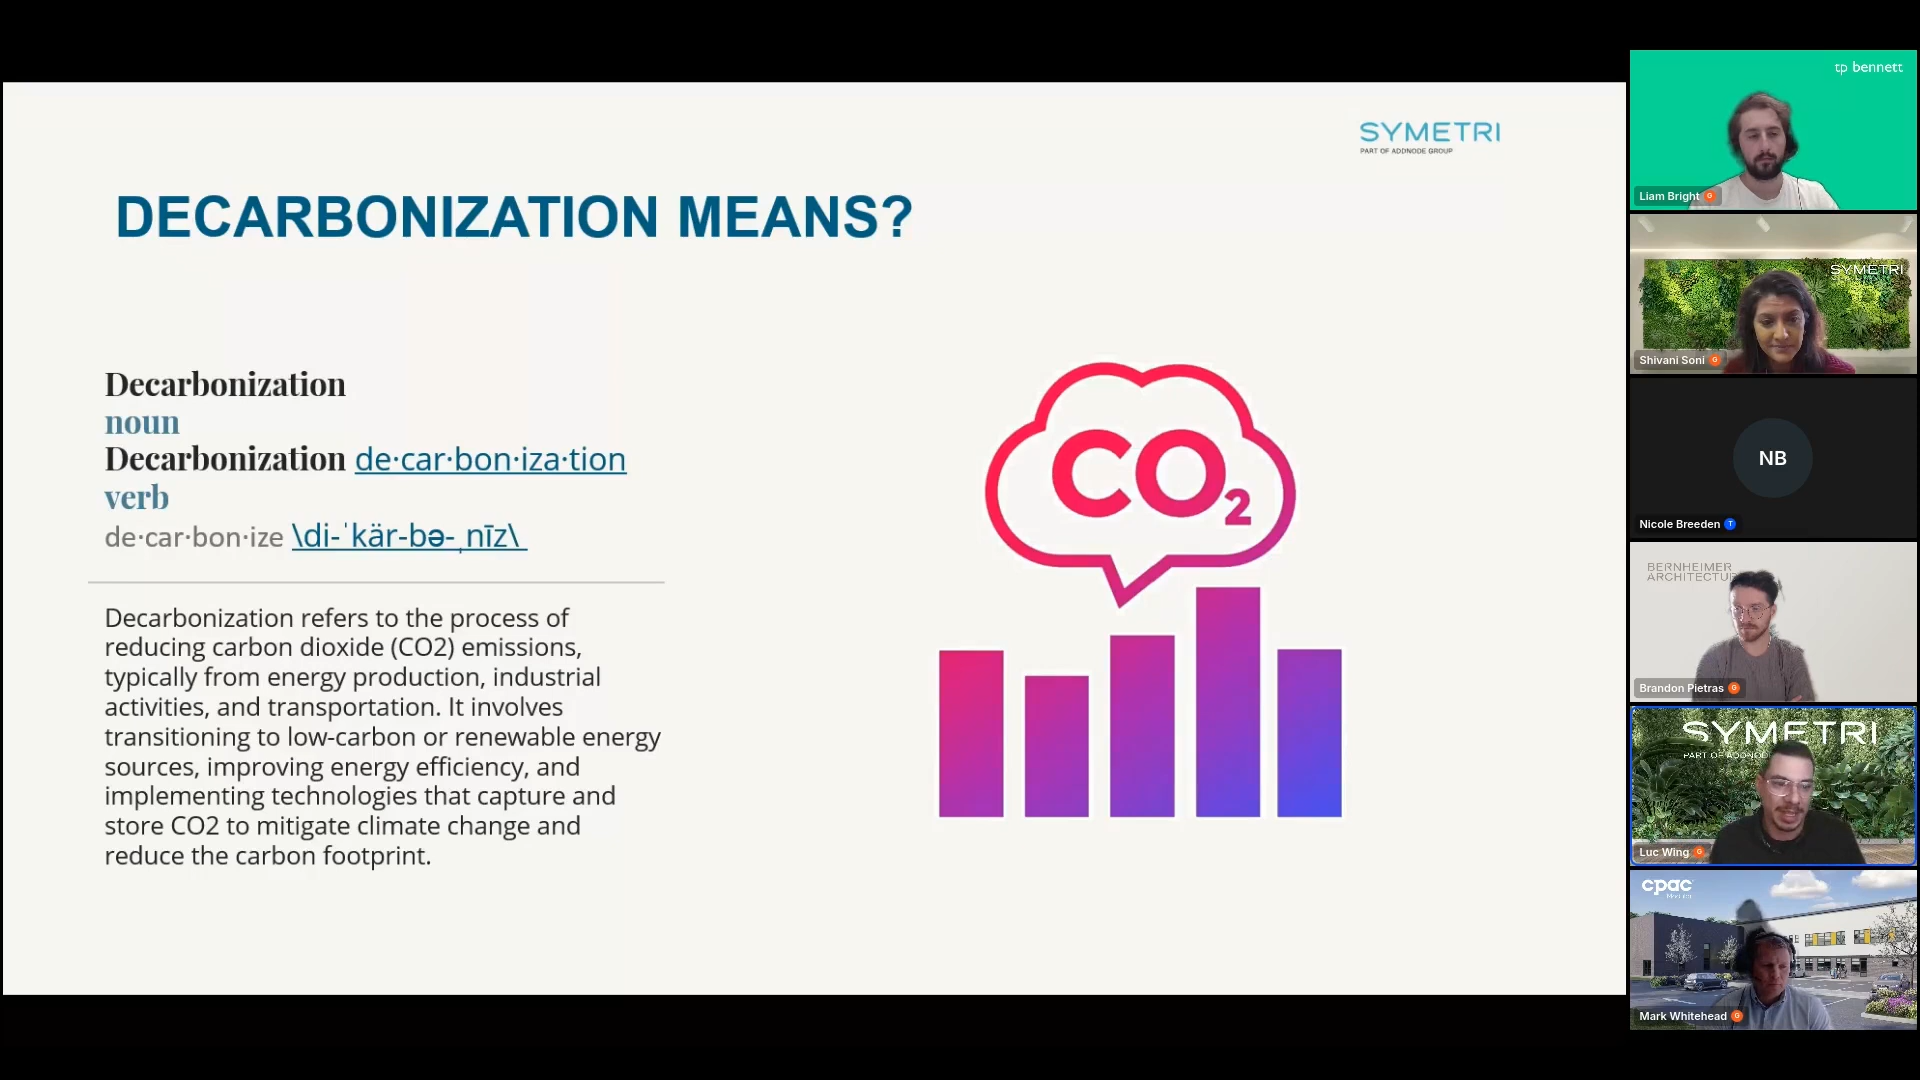 SYMETRI
PART OF ADDNODE GROUP
DECARBONIZATION MEANS?
Decarbonization
noun
Decarbonization de·car·bon·iza·tion
verb
de·car·bon·ize \di-ˈkär-bə-ˌnīz\
Decarbonization refers to the process of
reducing carbon dioxide (CO2) emissions,
typically from energy production, industrial
activities, and transportation. It involves
transitioning to low-carbon or renewable energy
sources, improving energy efficiency, and
implementing technologies that capture and
store CO2 to mitigate climate change and
reduce the carbon footprint.
CO2
tp bennett
Liam Bright G
SYMETRI
Shivani Soni G
NB
Nicole Breeden T
BERNHEIMER
ARCHITECTU
Brandon Pietras G
SYMETRI
PART OF ADDNOD
Luc Wing G
cpac
Mark Whitehead G